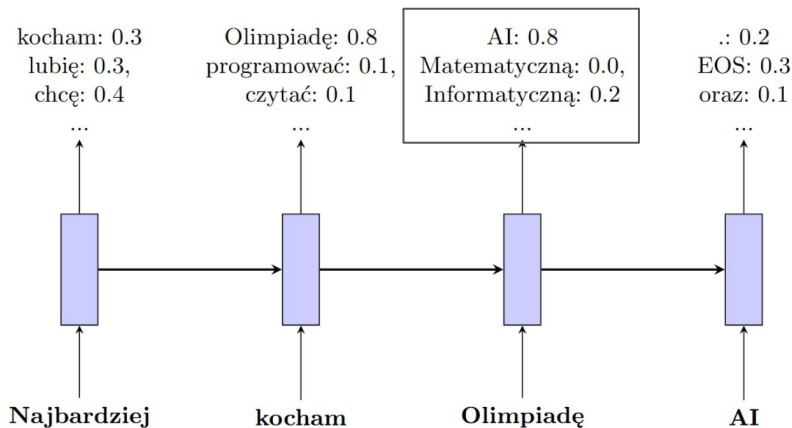 kocham: 0.3
lubię: 0.3,
chcę: 0.4
...
Olimpiadę: 0.8
programować: 0.1,
czytać: 0.1
...
AI: 0.8
Matematyczną: 0.0,
Informatyczną: 0.2
...
.: 0.2
EOS: 0.3
oraz: 0.1
...
Najbardziej
kocham
Olimpiadę
AI